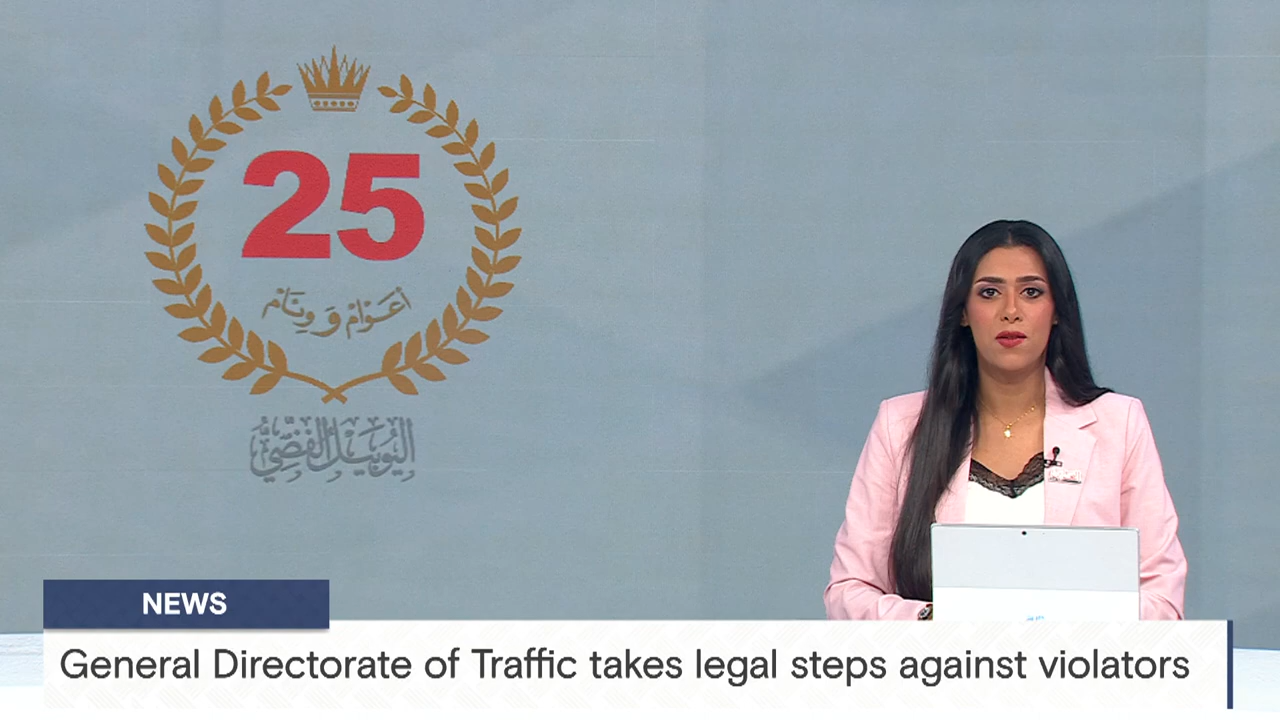 25
أعوام و وئام
اليوبيل الفضي
NEWS
General Directorate of Traffic takes legal steps against violators